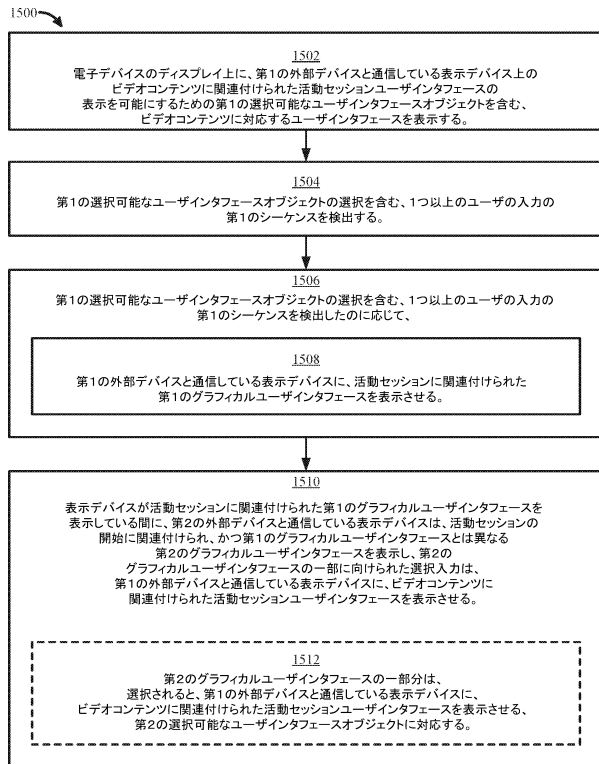 1500
1502
電子デバイスのディスプレイ上に、第1の外部デバイスと通信している表示デバイス上の
ビデオコンテンツに関連付けられた活動セッションユーザインタフェースの
表示を可能にするための第1の選択可能なユーザインタフェースオブジェクトを含む、
ビデオコンテンツに対応するユーザインタフェースを表示する。
1504
第1の選択可能なユーザインタフェースオブジェクトの選択を含む、1つ以上のユーザの入力の
第1のシーケンスを検出する。
1506
第1の選択可能なユーザインタフェースオブジェクトの選択を含む、1つ以上のユーザの入力の
第1のシーケンスを検出したのに応じて、
1508
第1の外部デバイスと通信している表示デバイスに、活動セッションに関連付けられた
第1のグラフィカルユーザインタフェースを表示させる。
1510
表示デバイスが活動セッションに関連付けられた第1のグラフィカルユーザインタフェースを
表示している間に、第2の外部デバイスと通信している表示デバイスは、活動セッションの
開始に関連付けられ、かつ第1のグラフィカルユーザインタフェースとは異なる
第2のグラフィカルユーザインタフェースを表示し、第2の
グラフィカルユーザインタフェースの一部に向けられた選択入力は、
第1の外部デバイスと通信している表示デバイスに、ビデオコンテンツに
関連付けられた活動セッションユーザインタフェースを表示させる。
1512
第2のグラフィカルユーザインタフェースの一部分は、
選択されると、第1の外部デバイスと通信している表示デバイスに、
ビデオコンテンツに関連付けられた活動セッションユーザインタフェースを表示させる、
第2の選択可能なユーザインタフェースオブジェクトに対応する。